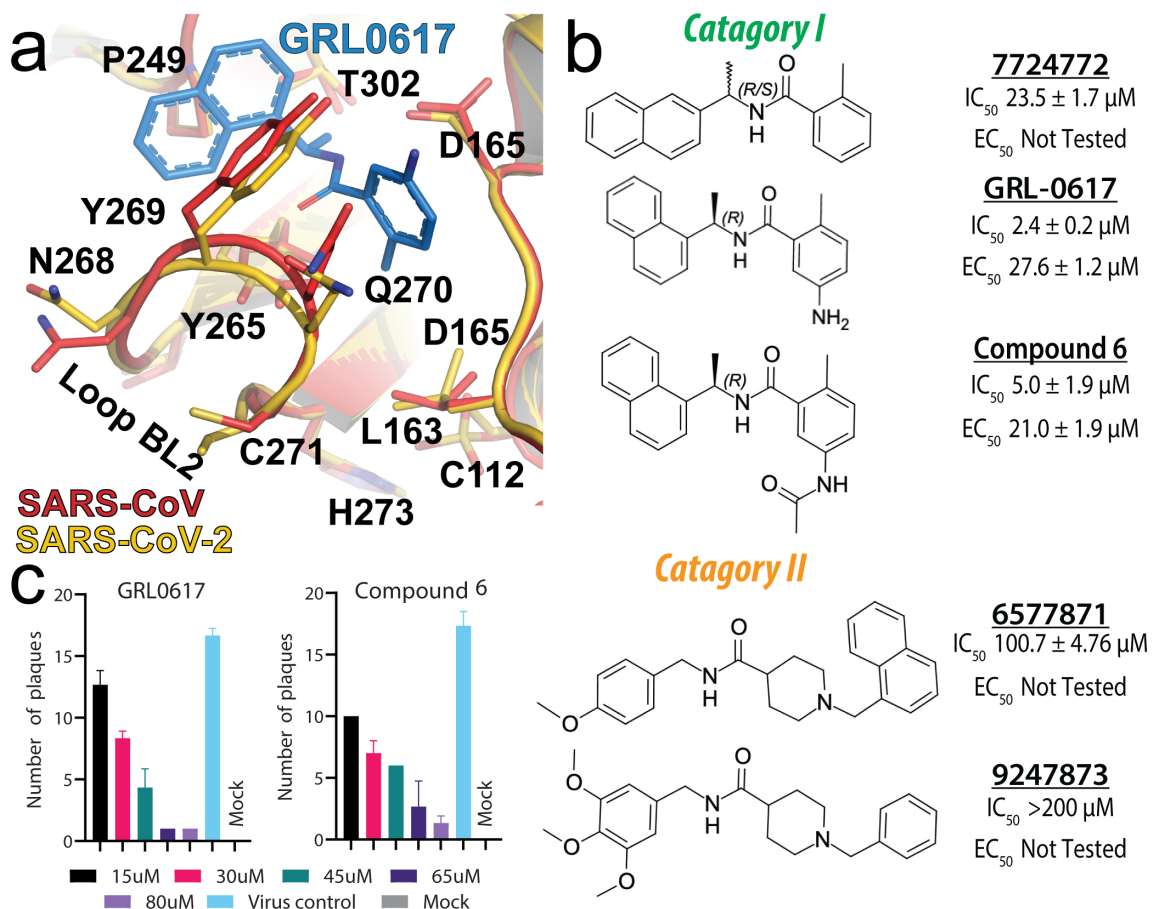 a
GRL0617
P249
T302
D165
Y269
N268
Q270
Y265
D165
Loop BL2
L163
C271
C112
H273
SARS-CoV
SARS-CoV-2
b
Catagory I
(R/S)
O
N
H
7724772
IC50 23.5 ± 1.7 µM
EC50 Not Tested
(R)
O
N
H
NH2
GRL-0617
IC50 2.4 ± 0.2 µM
EC50 27.6 ± 1.2 µM
(R)
O
N
H
NH
O
Compound 6
IC50 5.0 ± 1.9 µM
EC50 21.0 ± 1.9 µM
Catagory II
O
N
H
N
O
6577871
IC50 100.7 ± 4.76 µM
EC50 Not Tested
O
O
N
H
N
O
O
9247873
IC50 >200 µM
EC50 Not Tested
c
GRL0617
Number of plaques
20
15
10
5
0
Mock
Compound 6
Number of plaques
20
15
10
5
0
Mock
15uM 30uM 45uM 65uM
80uM Virus control Mock